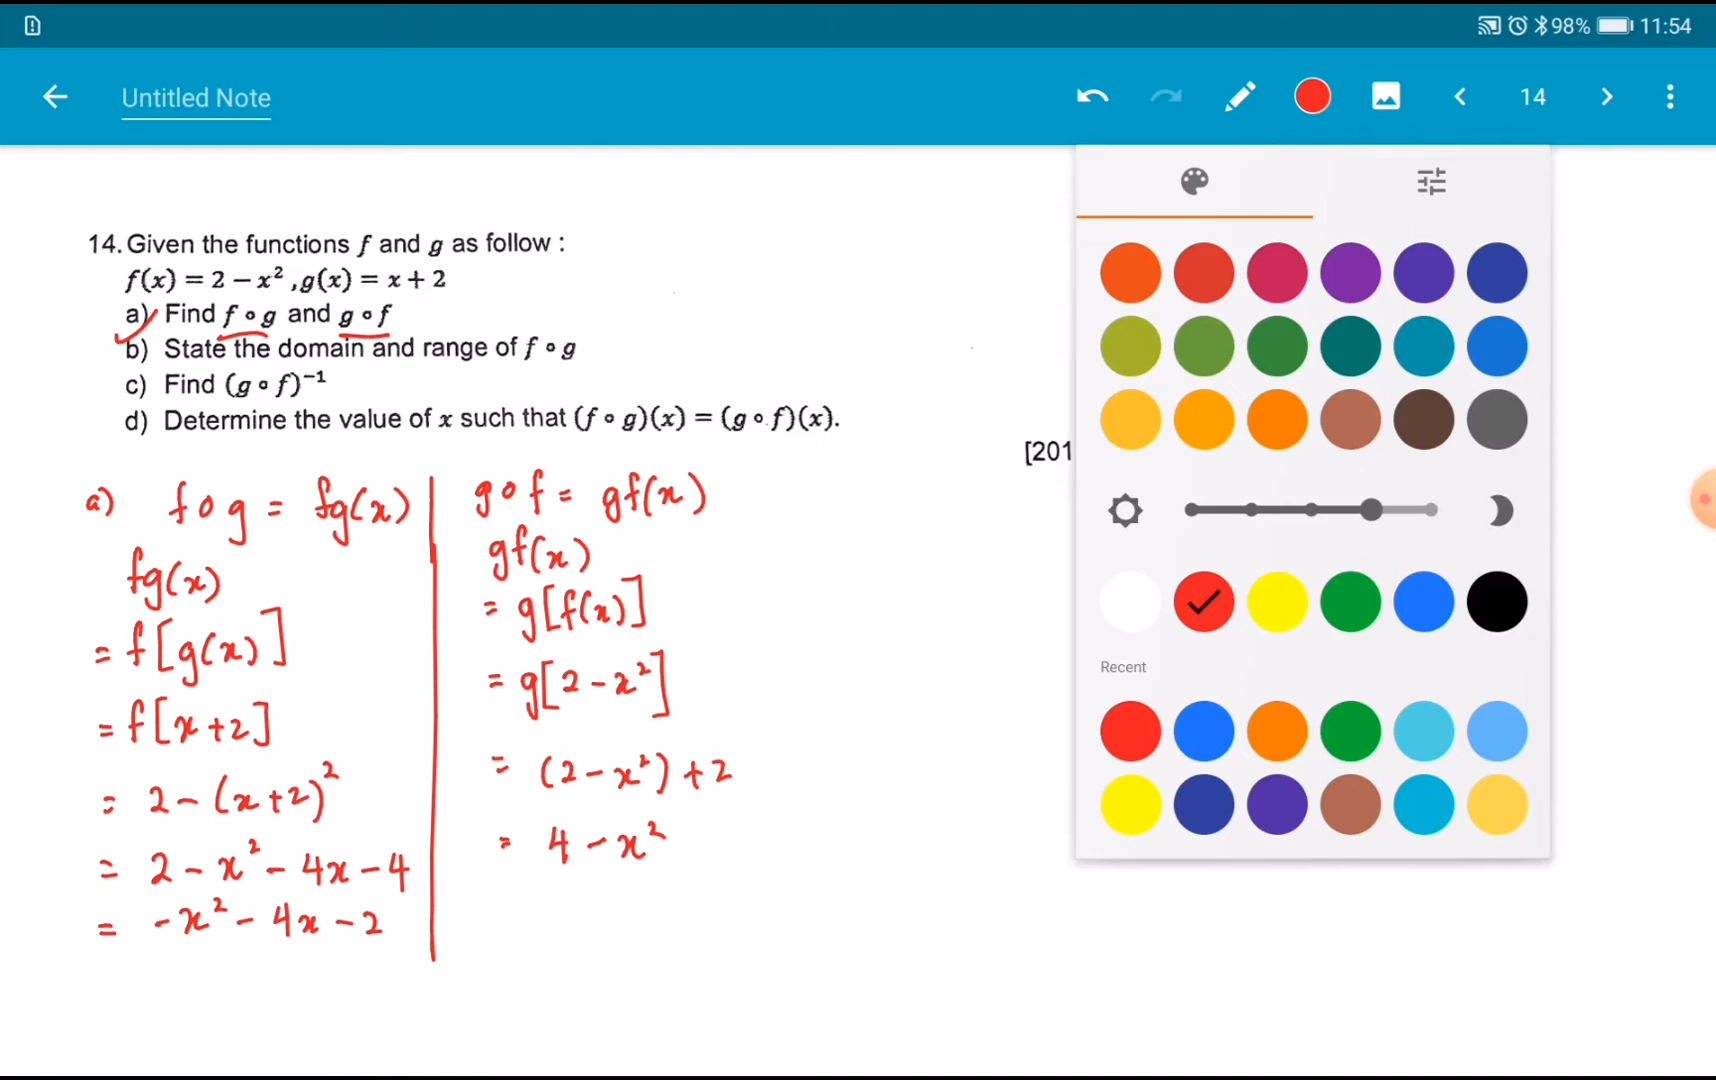 98% 11:54
Untitled Note
14
14. Given the functions f and g as follow :
f(x) = 2 − x² ,g(x) = x + 2
a) Find f ∘ g and g ∘ f
b) State the domain and range of f ∘ g
c) Find (g ∘ f)⁻¹
d) Determine the value of x such that (f ∘ g)(x) = (g ∘ f)(x).
[201
a) f o g = fg(x)
fg(x)
= f[g(x)]
= f[x+2]
= 2 − (x+2)²
= 2 − x² − 4x − 4
= −x² − 4x − 2
g o f = gf(x)
gf(x)
= g[f(x)]
= g[2 − x²]
= (2 − x²) + 2
= 4 − x²
Recent